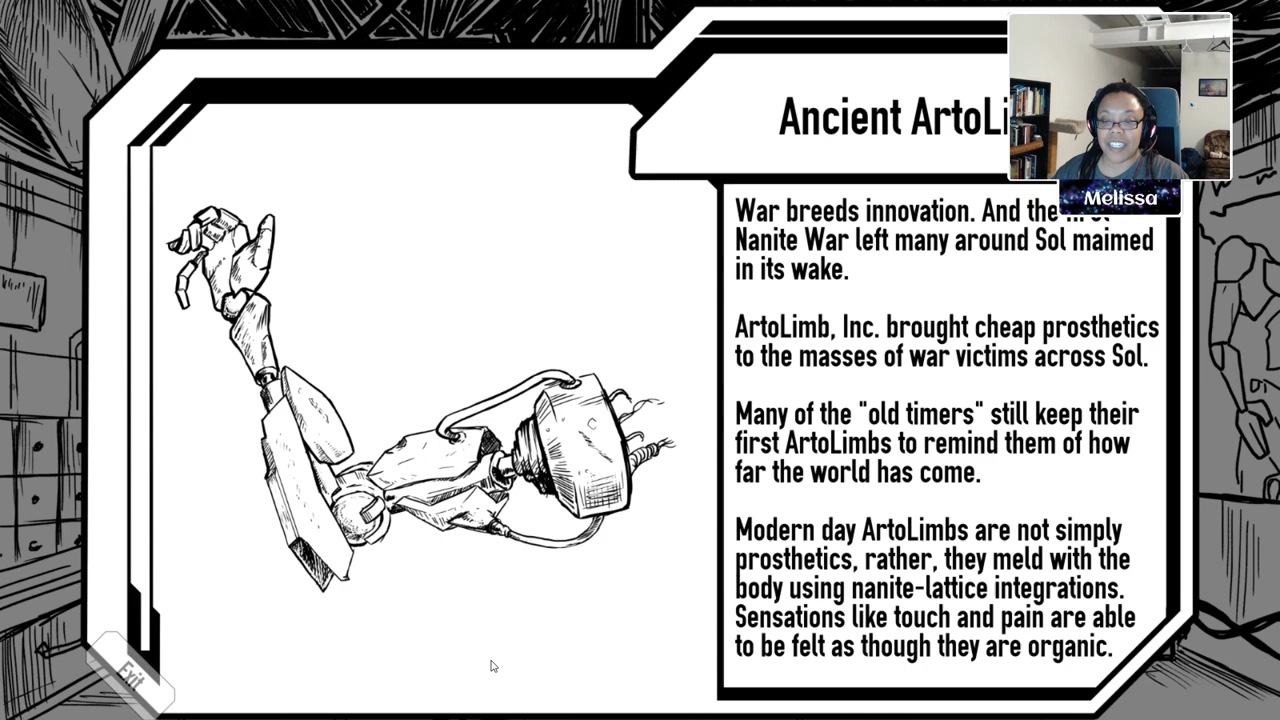 Ancient
Melissa
War breeds innovation. And the
Nanite War left many around Sol maimed
in its wake.
ArtoLimb, Inc. brought cheap prosthetics
to the masses of war victims across Sol.
Many of the "old timers" still keep their
first ArtoLimbs to remind them of how
far the world has come.
Modern day ArtoLimbs are not simply
prosthetics, rather, they meld with the
body using nanite-lattice integrations.
Sensations like touch and pain are able
to be felt as though they are organic.
Exit